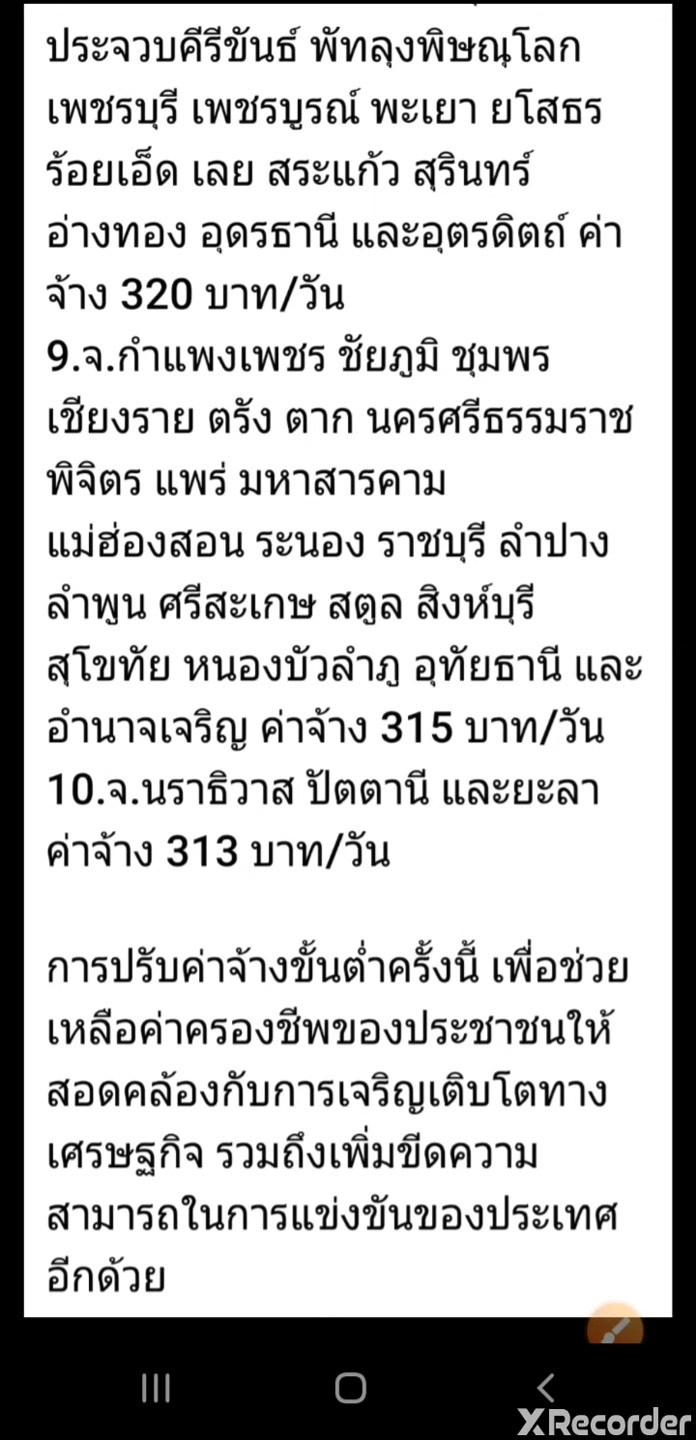 ประจวบคีรีขันธ์ พัทลุงพิษณุโลก
เพชรบุรี เพชรบูรณ์ พะเยา ยโสธร
ร้อยเอ็ด เลย สระแก้ว สุรินทร์
อ่างทอง อุดรธานี และอุตรดิตถ์ ค่า
จ้าง 320 บาท/วัน
9.จ.กำแพงเพชร ชัยภูมิ ชุมพร
เชียงราย ตรัง ตาก นครศรีธรรมราช
พิจิตร แพร่ มหาสารคาม
แม่ฮ่องสอน ระนอง ราชบุรี ลำปาง
ลำพูน ศรีสะเกษ สตูล สิงห์บุรี
สุโขทัย หนองบัวลำภู อุทัยธานี และ
อำนาจเจริญ ค่าจ้าง 315 บาท/วัน
10.จ.นราธิวาส ปัตตานี และยะลา
ค่าจ้าง 313 บาท/วัน
การปรับค่าจ้างขั้นต่ำครั้งนี้ เพื่อช่วย
เหลือค่าครองชีพของประชาชนให้
สอดคล้องกับการเจริญเติบโตทาง
เศรษฐกิจ รวมถึงเพิ่มขีดความ
สามารถในการแข่งขันของประเทศ
อีกด้วย
XRecorder